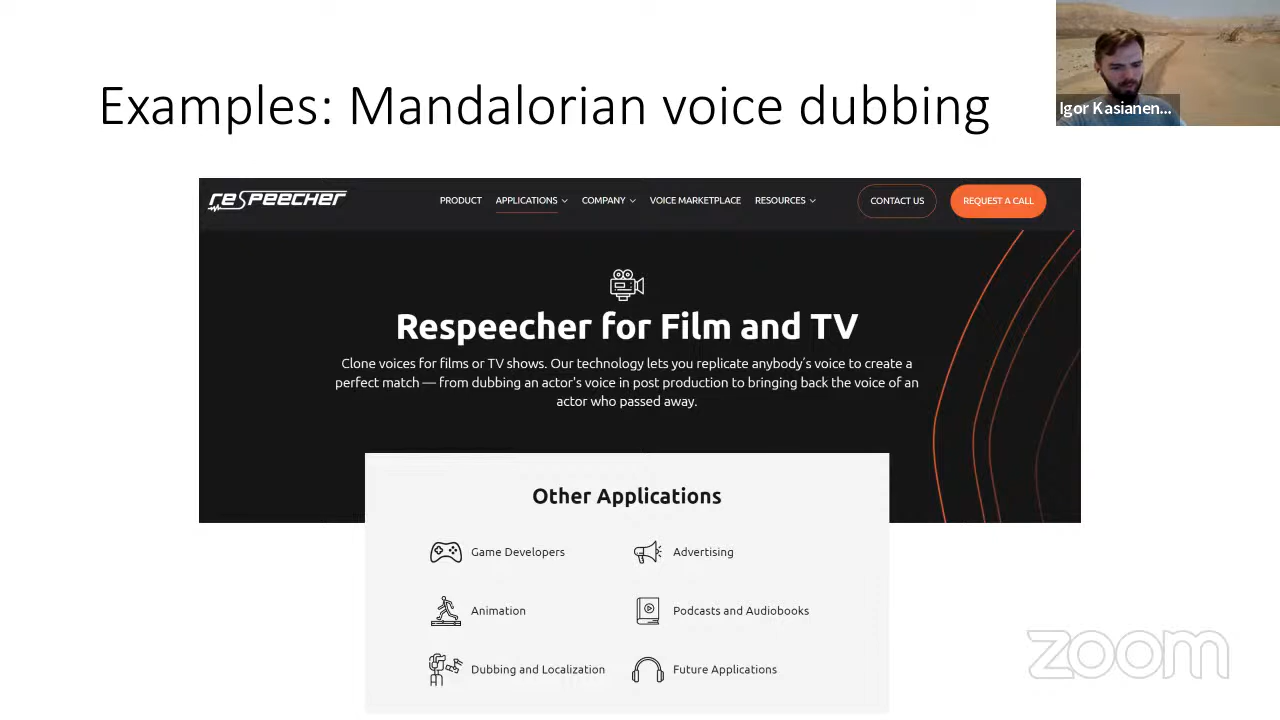 Examples: Mandalorian voice dubbing
Igor Kasianen...
reSpeecher
PRODUCT APPLICATIONS COMPANY VOICE MARKETPLACE RESOURCES CONTACT US REQUEST A CALL
Respeecher for Film and TV
Clone voices for films or TV shows. Our technology lets you replicate anybody's voice to create a
perfect match — from dubbing an actor's voice in post production to bringing back the voice of an
actor who passed away.
Other Applications
Game Developers Advertising
Animation Podcasts and Audiobooks
Dubbing and Localization Future Applications
zoom